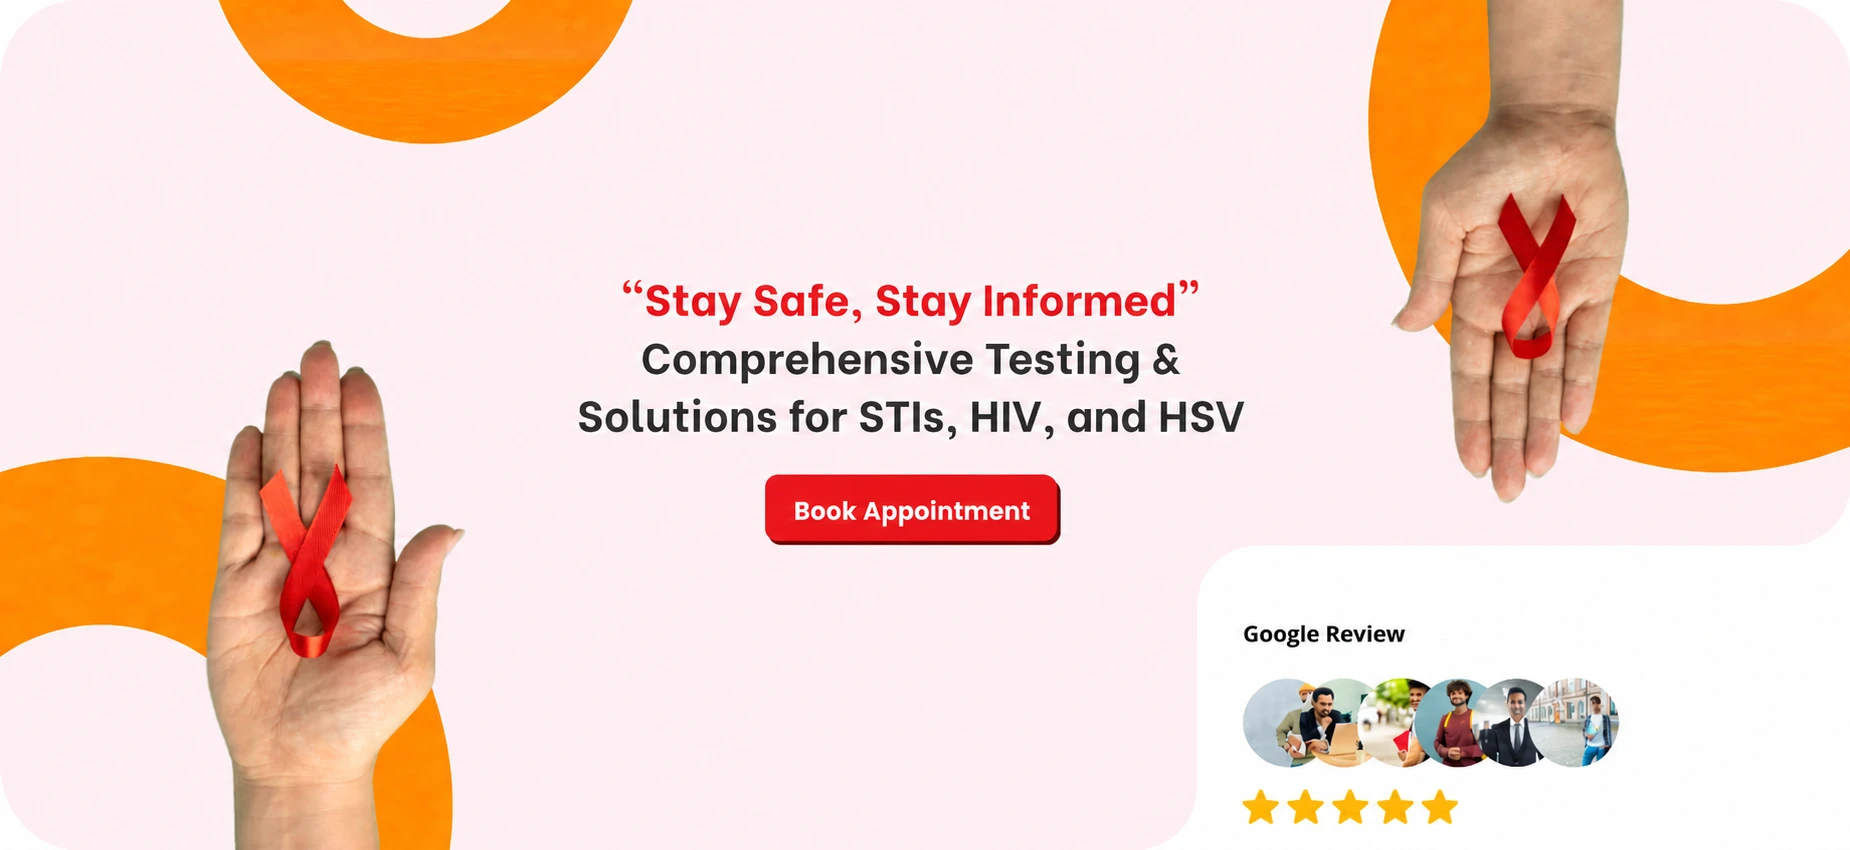 “Stay Safe, Stay Informed”
Comprehensive Testing &
Solutions for STIs, HIV, and HSV
Book Appointment
Google Review